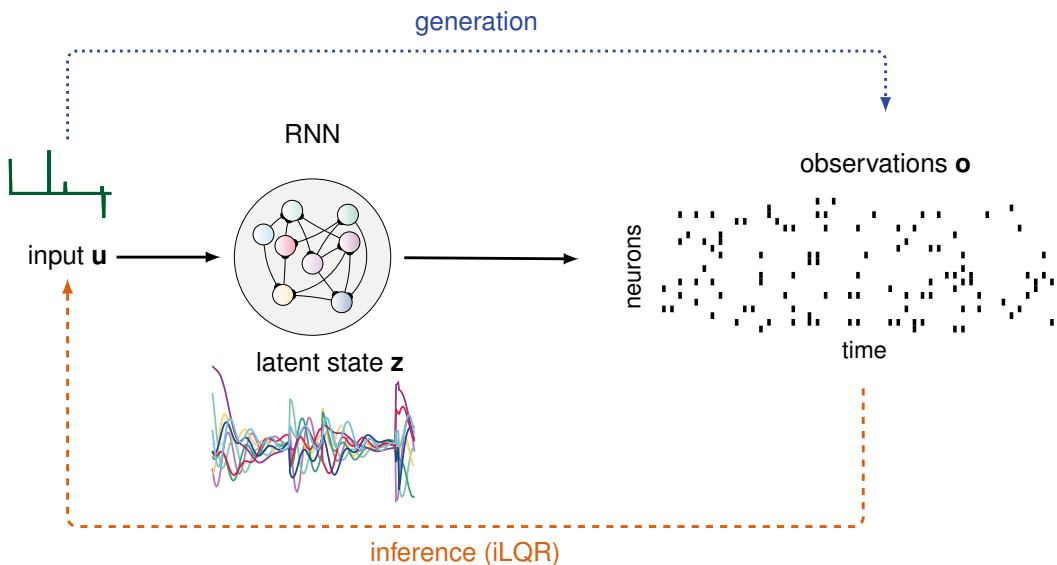 generation
RNN
observations o
input u
neurons
latent state z
time
inference (iLQR)